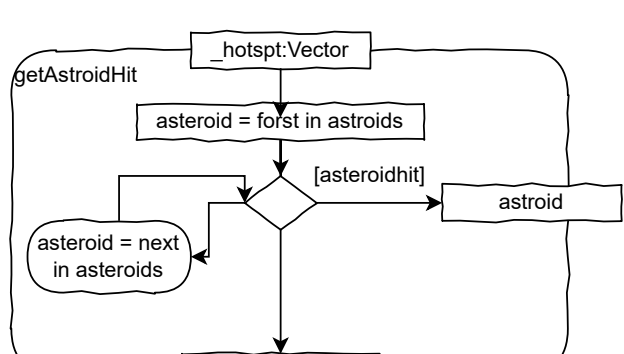 _hotspt:Vector
getAstroidHit
asteroid = forst in astroids
[asteroidhit]
astroid
asteroid = next
in asteroids